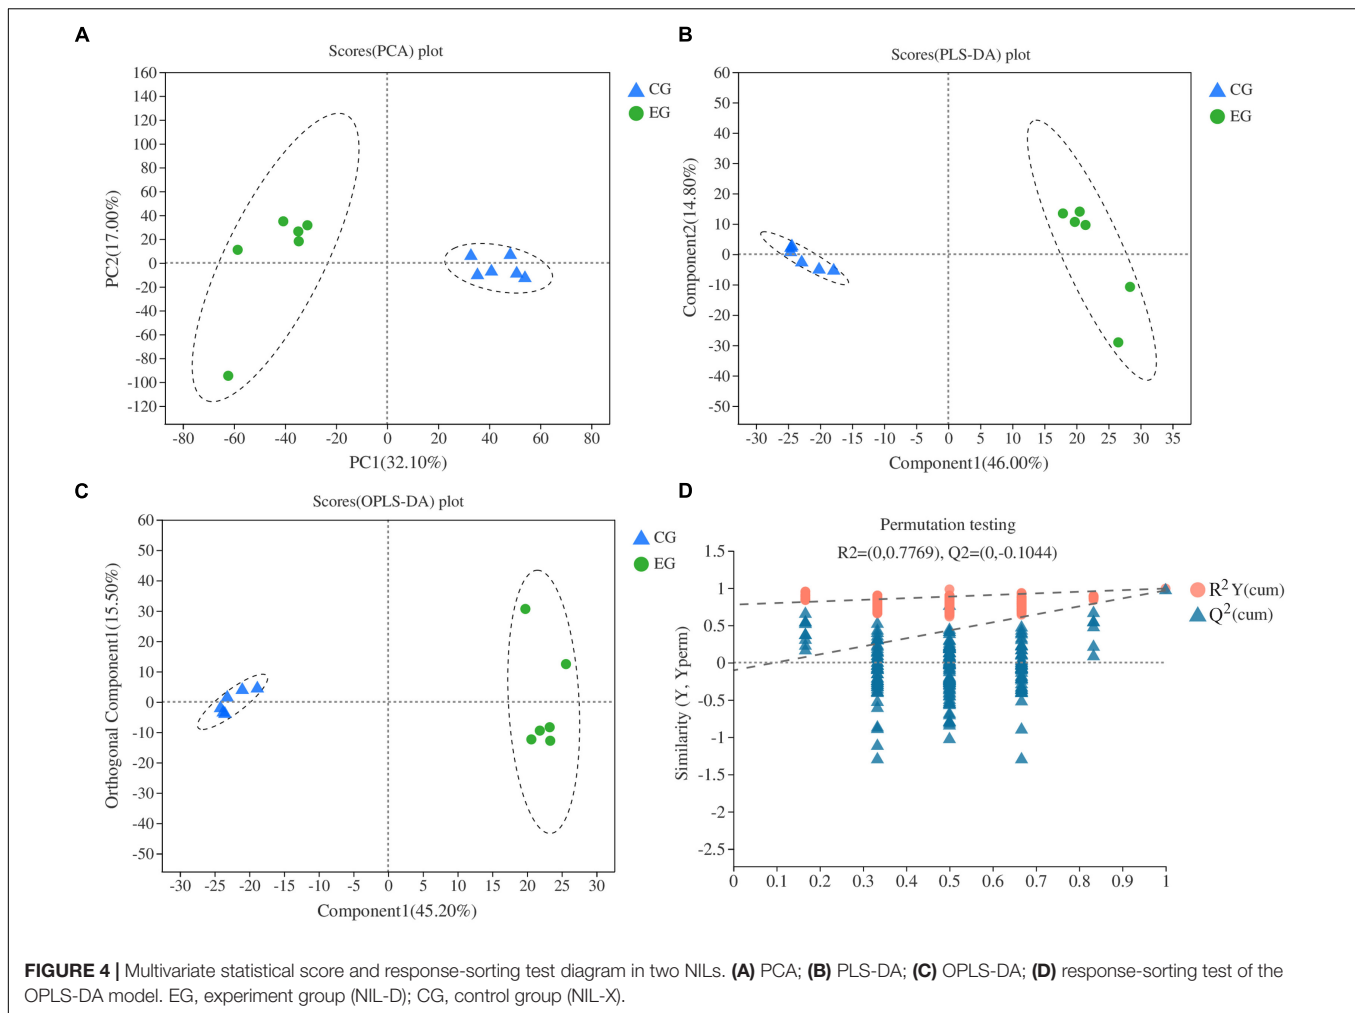 A
Scores(PCA) plot
160
140
120
100
80
60
40
20
0
-20
-40
-60
-80
-100
-120
PC2(17.00%)
-80 -60 -40 -20 0 20 40 60 80
PC1(32.10%)
CG
EG
B
Scores(PLS-DA) plot
60
50
40
30
20
10
0
-10
-20
-30
-40
-50
Component2(14.80%)
-30 -25 -20 -15 -10 -5 0 5 10 15 20 25 30 35
Component1(46.00%)
CG
EG
C
Scores(OPLS-DA) plot
60
50
40
30
20
10
0
-10
-20
-30
-40
-50
Orthogonal Component1(15.50%)
-30 -25 -20 -15 -10 -5 0 5 10 15 20 25 30
Component1(45.20%)
CG
EG
D
Permutation testing
R2=(0,0.7769), Q2=(0,-0.1044)
1.5
1
0.5
0
-0.5
-1
-1.5
-2
-2.5
Similarity (Y, Yperm)
0 0.1 0.2 0.3 0.4 0.5 0.6 0.7 0.8 0.9 1
R² Y(cum)
Q²(cum)
FIGURE 4 | Multivariate statistical score and response-sorting test diagram in two NILs. (A) PCA; (B) PLS-DA; (C) OPLS-DA; (D) response-sorting test of the
OPLS-DA model. EG, experiment group (NIL-D); CG, control group (NIL-X).